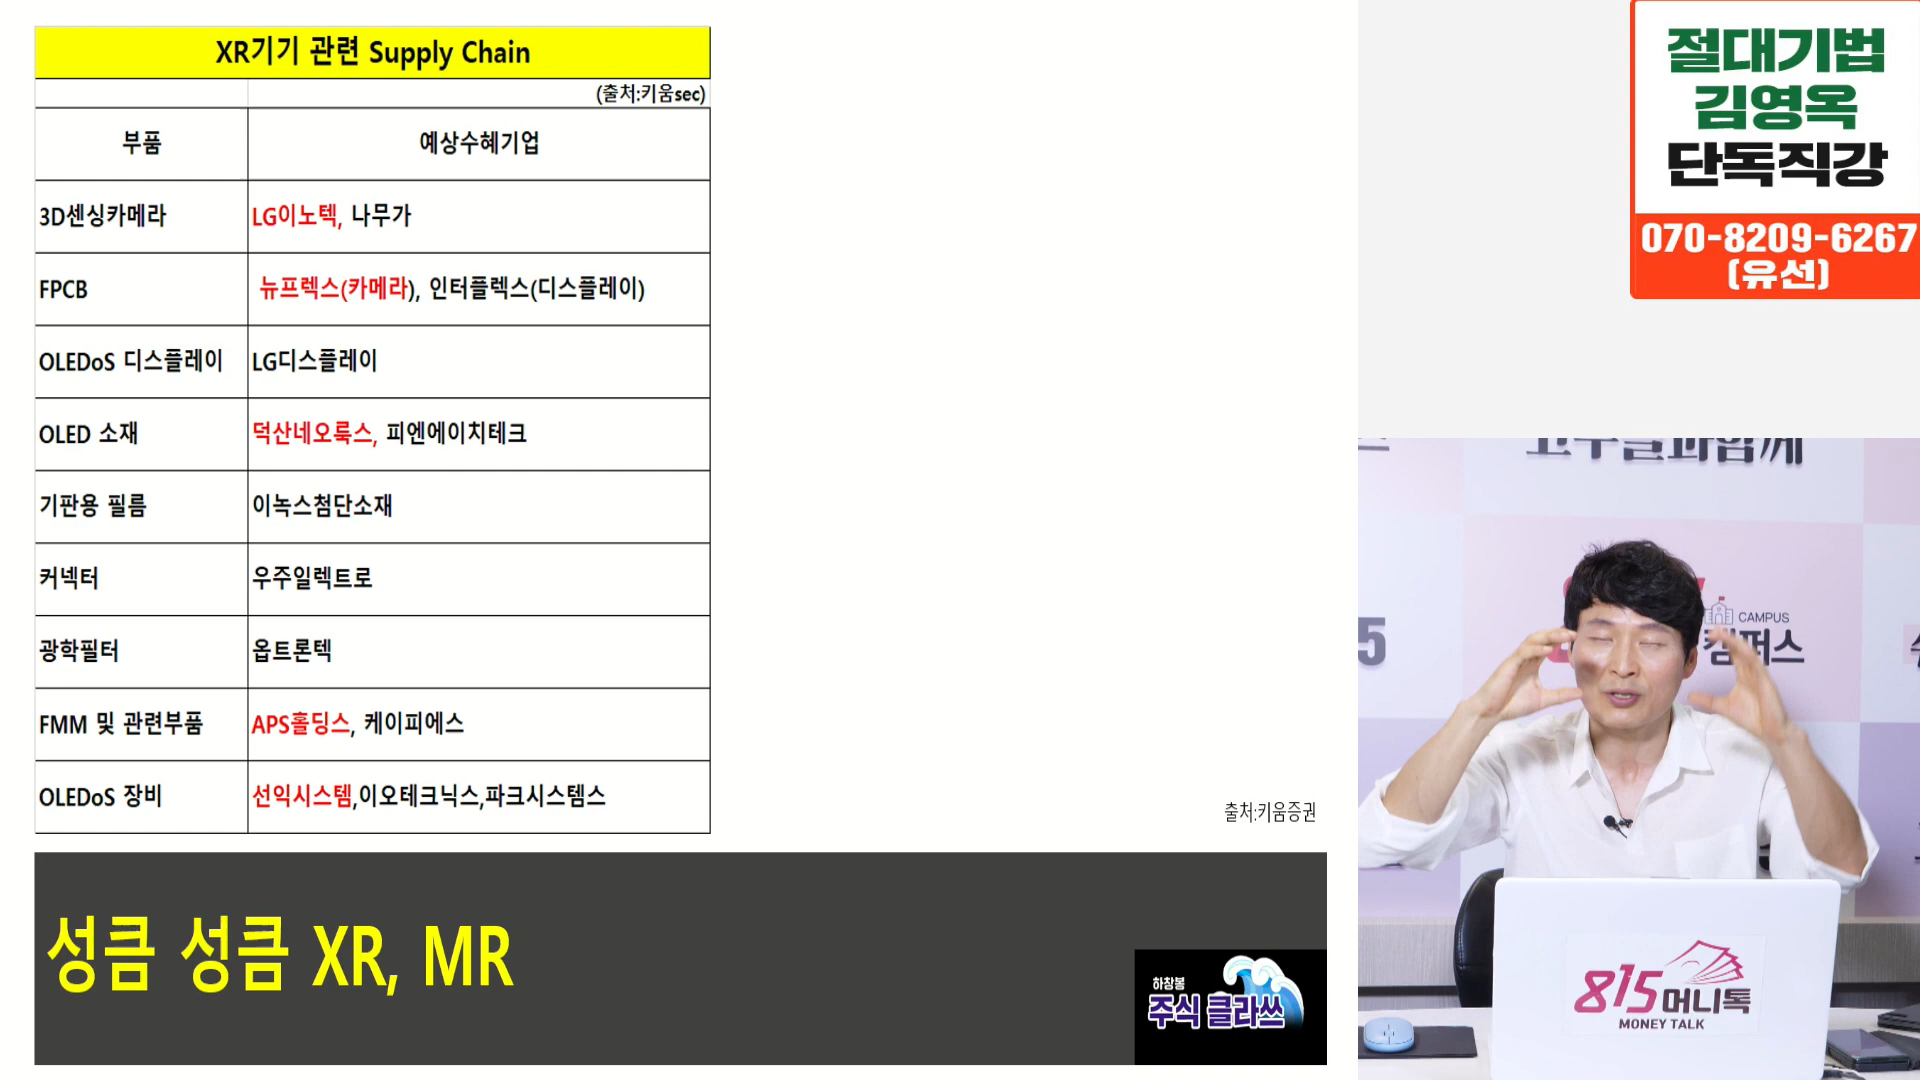 XR기기 관련 Supply Chain
(출처:키움sec)
부품 예상수혜기업
3D센싱카메라 LG이노텍, 나무가
FPCB 뉴프렉스(카메라), 인터플렉스(디스플레이)
OLEDoS 디스플레이 LG디스플레이
OLED 소재 덕산네오룩스, 피엔에이치테크
기판용 필름 이녹스첨단소재
커넥터 우주일렉트로
광학필터 옵트론텍
FMM 및 관련부품 APS홀딩스, 케이피에스
OLEDoS 장비 선익시스템,이오테크닉스,파크시스템스
출처:키움증권
성큼 성큼 XR, MR
하창봉
주식 클라쓰
절대기법
김영옥
단독직강
070-8209-6267
(유선)
고수들과함께
5
CAMPUS
캠퍼스
815머니톡
MONEY TALK